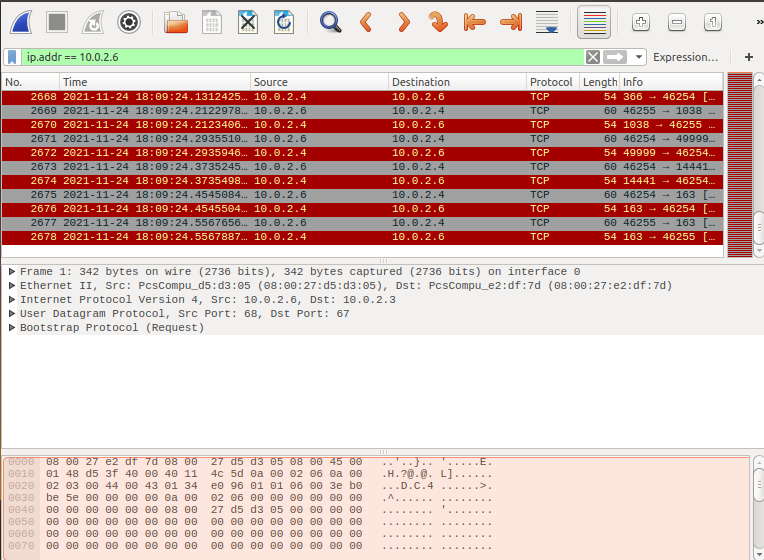 ip.addr == 10.0.2.6 Expression… +
No. Time Source Destination Protocol Length Info
2668 2021-11-24 18:09:24.1312425… 10.0.2.4 10.0.2.6 TCP 54 366 → 46254 […
2669 2021-11-24 18:09:24.2122978… 10.0.2.6 10.0.2.4 TCP 60 46255 → 1038 …
2670 2021-11-24 18:09:24.2123406… 10.0.2.4 10.0.2.6 TCP 54 1038 → 46255 …
2671 2021-11-24 18:09:24.2935510… 10.0.2.6 10.0.2.4 TCP 60 46254 → 49999…
2672 2021-11-24 18:09:24.2935946… 10.0.2.4 10.0.2.6 TCP 54 49999 → 46254…
2673 2021-11-24 18:09:24.3735245… 10.0.2.6 10.0.2.4 TCP 60 46254 → 14441…
2674 2021-11-24 18:09:24.3735498… 10.0.2.4 10.0.2.6 TCP 54 14441 → 46254…
2675 2021-11-24 18:09:24.4545084… 10.0.2.6 10.0.2.4 TCP 60 46254 → 163 […
2676 2021-11-24 18:09:24.4545504… 10.0.2.4 10.0.2.6 TCP 54 163 → 46254 […
2677 2021-11-24 18:09:24.5567656… 10.0.2.6 10.0.2.4 TCP 60 46255 → 163 […
2678 2021-11-24 18:09:24.5567887… 10.0.2.4 10.0.2.6 TCP 54 163 → 46255 […
Frame 1: 342 bytes on wire (2736 bits), 342 bytes captured (2736 bits) on interface 0
Ethernet II, Src: PcsCompu_d5:d3:05 (08:00:27:d5:d3:05), Dst: PcsCompu_e2:df:7d (08:00:27:e2:df:7d)
Internet Protocol Version 4, Src: 10.0.2.6, Dst: 10.0.2.3
User Datagram Protocol, Src Port: 68, Dst Port: 67
Bootstrap Protocol (Request)
0000 08 00 27 e2 df 7d 08 00 27 d5 d3 05 08 00 45 00 ..'..}.. '.....E.
0010 01 48 d5 3f 40 00 40 11 4c 5d 0a 00 02 06 0a 00 .H.?@.@. L]......
0020 02 03 00 44 00 43 01 34 e0 96 01 01 06 00 3e b0 ...D.C.4 ......>.
0030 be 5e 00 00 00 00 0a 00 02 06 00 00 00 00 00 00 .^...... ........
0040 00 00 00 00 00 00 08 00 27 d5 d3 05 00 00 00 00 ........ '.......
0050 00 00 00 00 00 00 00 00 00 00 00 00 00 00 00 00 ........ ........
0060 00 00 00 00 00 00 00 00 00 00 00 00 00 00 00 00 ........ ........
0070 00 00 00 00 00 00 00 00 00 00 00 00 00 00 00 00 ........ ........